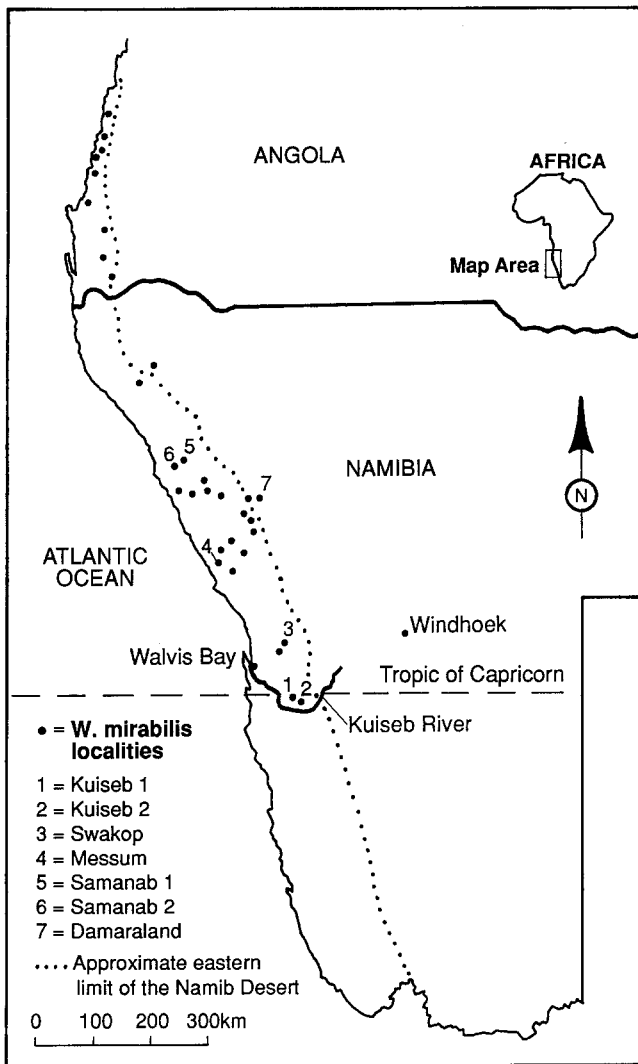 ANGOLA
AFRICA
Map Area
6
5
7
NAMIBIA
N
4
ATLANTIC
OCEAN
3
Windhoek
Walvis Bay
Tropic of Capricorn
1
2
Kuiseb River
• = W. mirabilis
localities
1 = Kuiseb 1
2 = Kuiseb 2
3 = Swakop
4 = Messum
5 = Samanab 1
6 = Samanab 2
7 = Damaraland
.... Approximate eastern
limit of the Namib Desert
0 100 200 300km